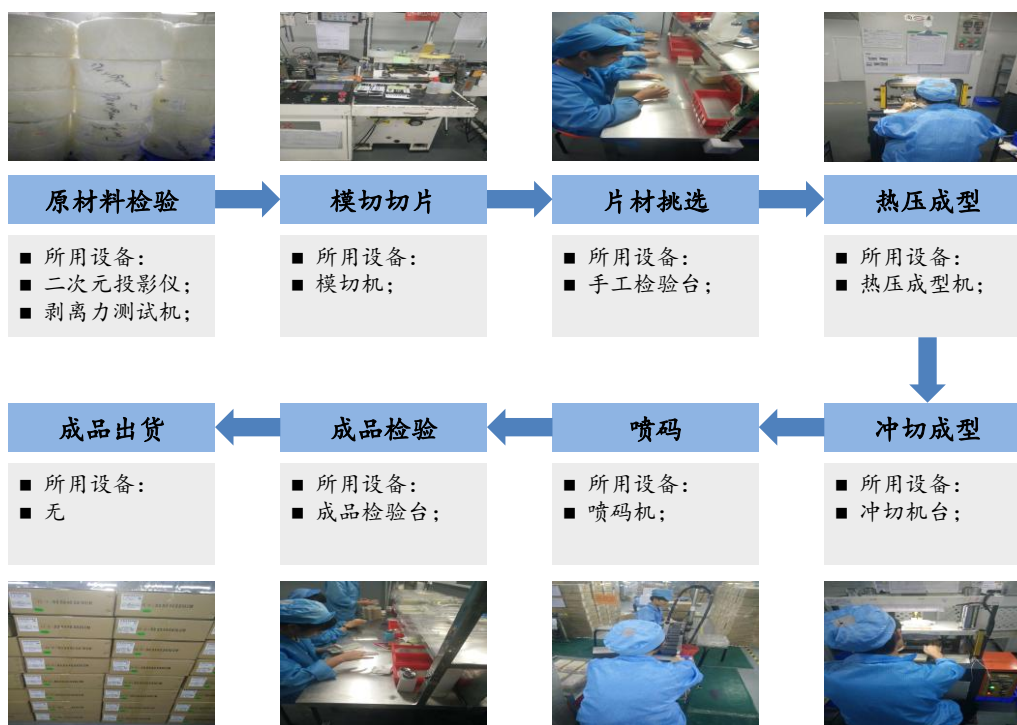 原材料检验
模切切片
片材挑选
热压成型
■ 所用设备：
■ 二次元投影仪；
■ 剥离力测试机；
■ 所用设备：
■ 模切机；
■ 所用设备：
■ 手工检验台；
■ 所用设备：
■ 热压成型机；
成品出货
成品检验
喷码
冲切成型
■ 所用设备：
■ 无
■ 所用设备：
■ 成品检验台；
■ 所用设备：
■ 喷码机；
■ 所用设备：
■ 冲切机台；